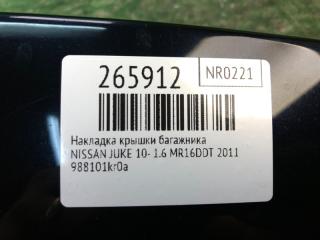 265912
NR0221
Накладка крышки багажника
NISSAN JUKE 10- 1.6 MR16DDT 2011
988101kr0a